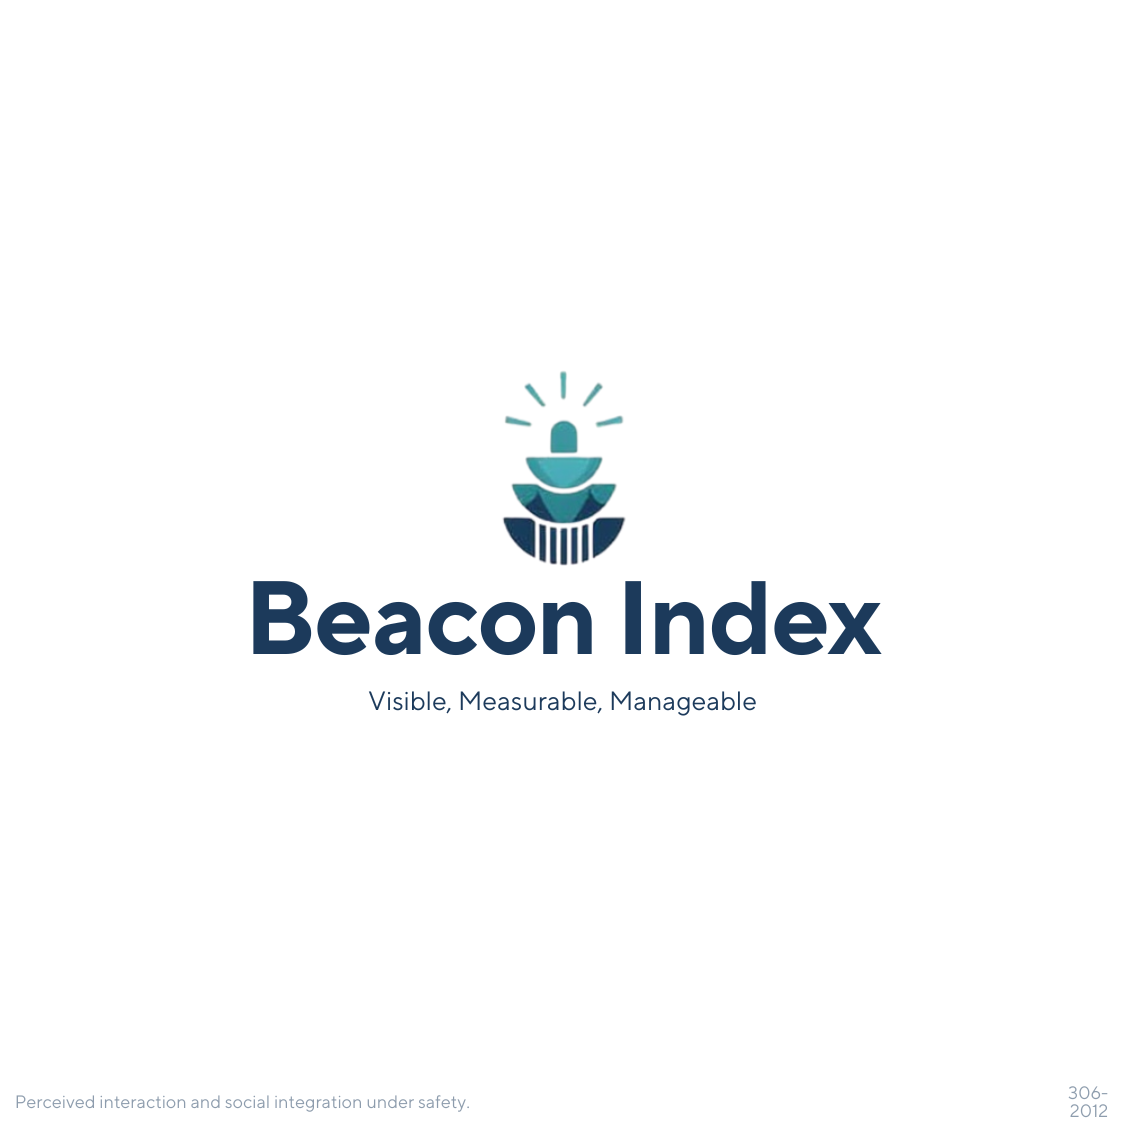 Beacon Index
Visible, Measurable, Manageable
Perceived interaction and social integration under safety.
306-
2012